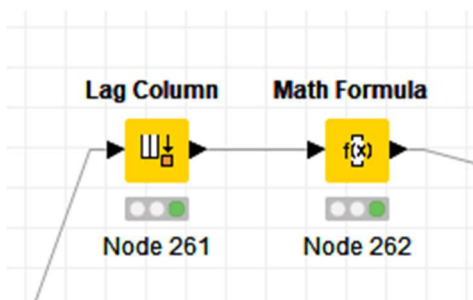 Lag Column
Math Formula
f(x)
Node 261
Node 262